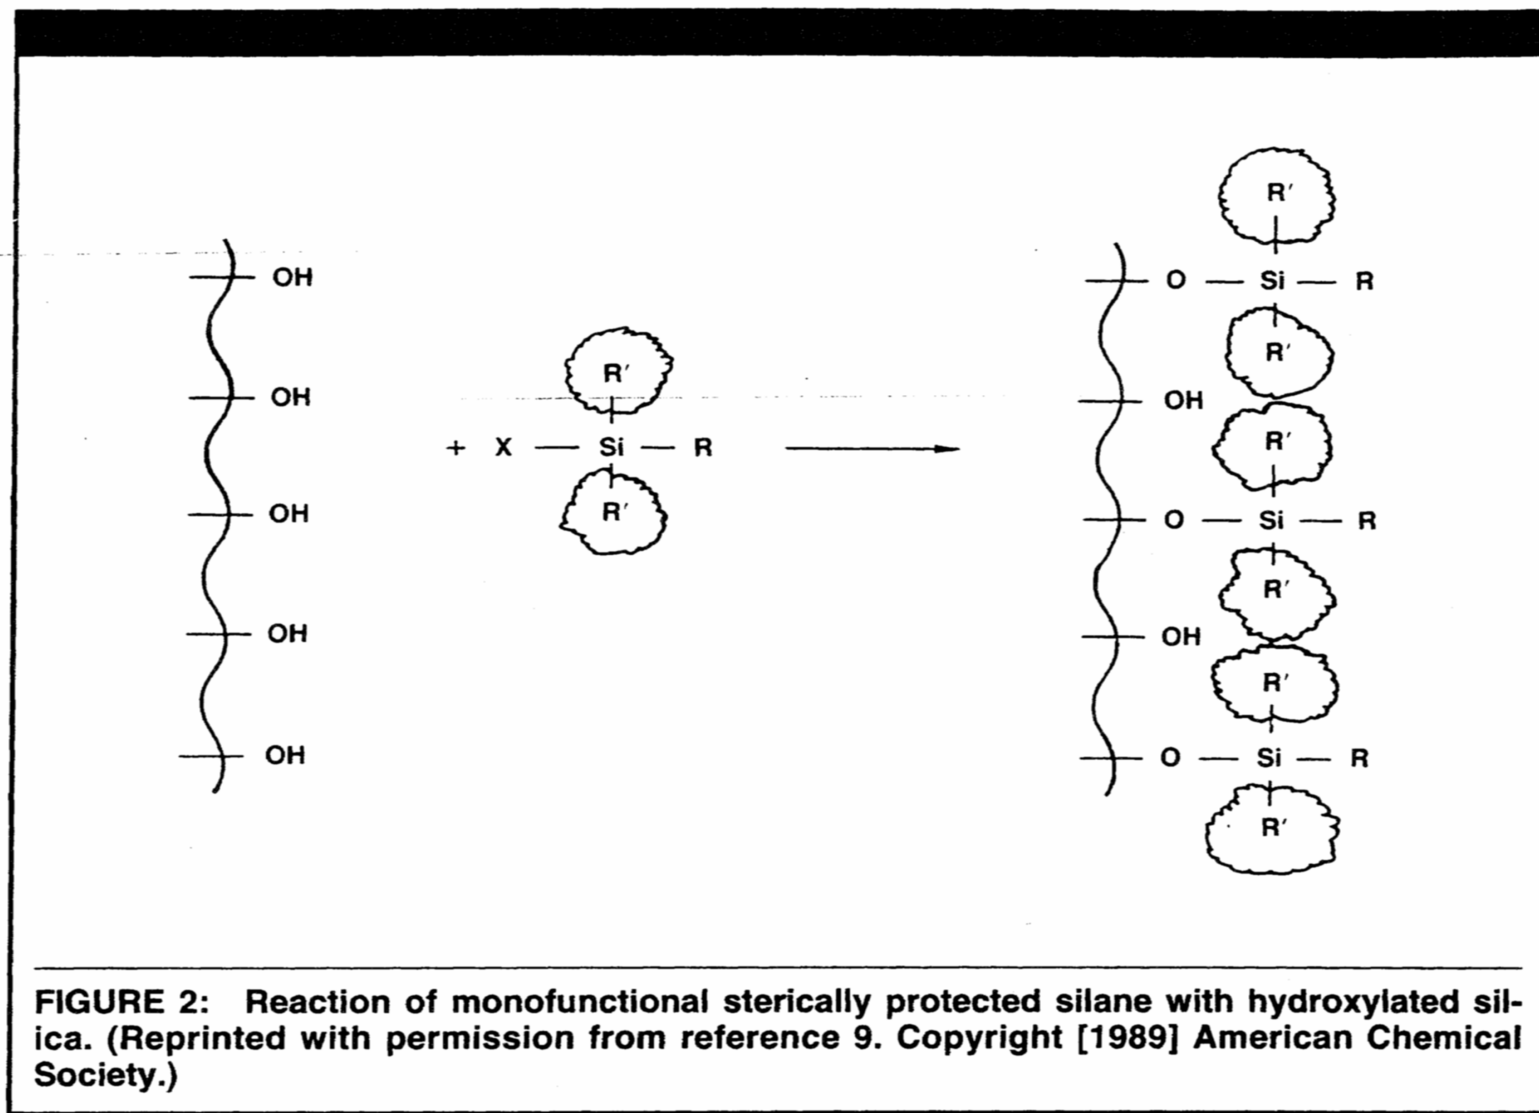 R'
O — Si — R
OH
R'
OH
R'
OH
R'
+ X — Si — R
R'
OH
R'
O — Si — R
R'
OH
OH
R'
OH
O — Si — R
R'
FIGURE 2: Reaction of monofunctional sterically protected silane with hydroxylated sil-
ica. (Reprinted with permission from reference 9. Copyright [1989] American Chemical
Society.)